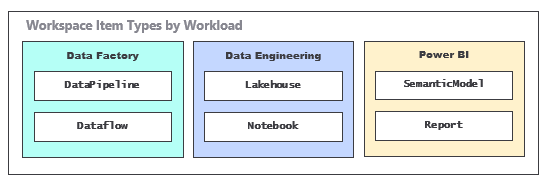 Workspace Item Types by Workload
Data Factory
DataPipeline
Dataflow
Data Engineering
Lakehouse
Notebook
Power BI
SemanticModel
Report